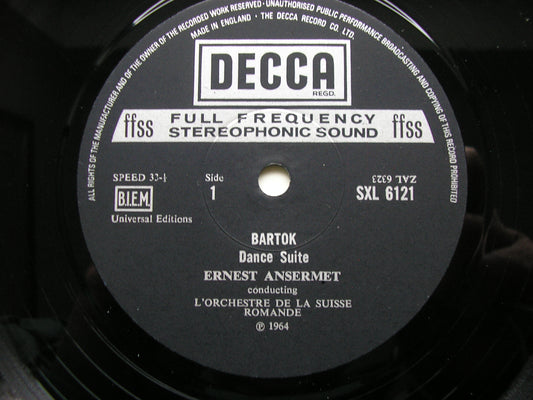 ALL RIGHTS OF THE MANUFACTURER AND OF THE OWNER OF THE RECORDED WORK RESERVED · UNAUTHORISED PUBLIC PERFORMANCE BROADCASTING AND COPYING OF THIS RECORD PROHIBITED
MADE IN ENGLAND · THE DECCA RECORD CO. LTD.
DECCA
REGD.
ffss FULL FREQUENCY ffss
STEREOPHONIC SOUND
SPEED 33⅓ Side ZAL 6323
B.I.E.M. 1 SXL 6121
Universal Editions
BARTOK
Dance Suite
ERNEST ANSERMET
conducting
L'ORCHESTRE DE LA SUISSE
ROMANDE
℗ 1964